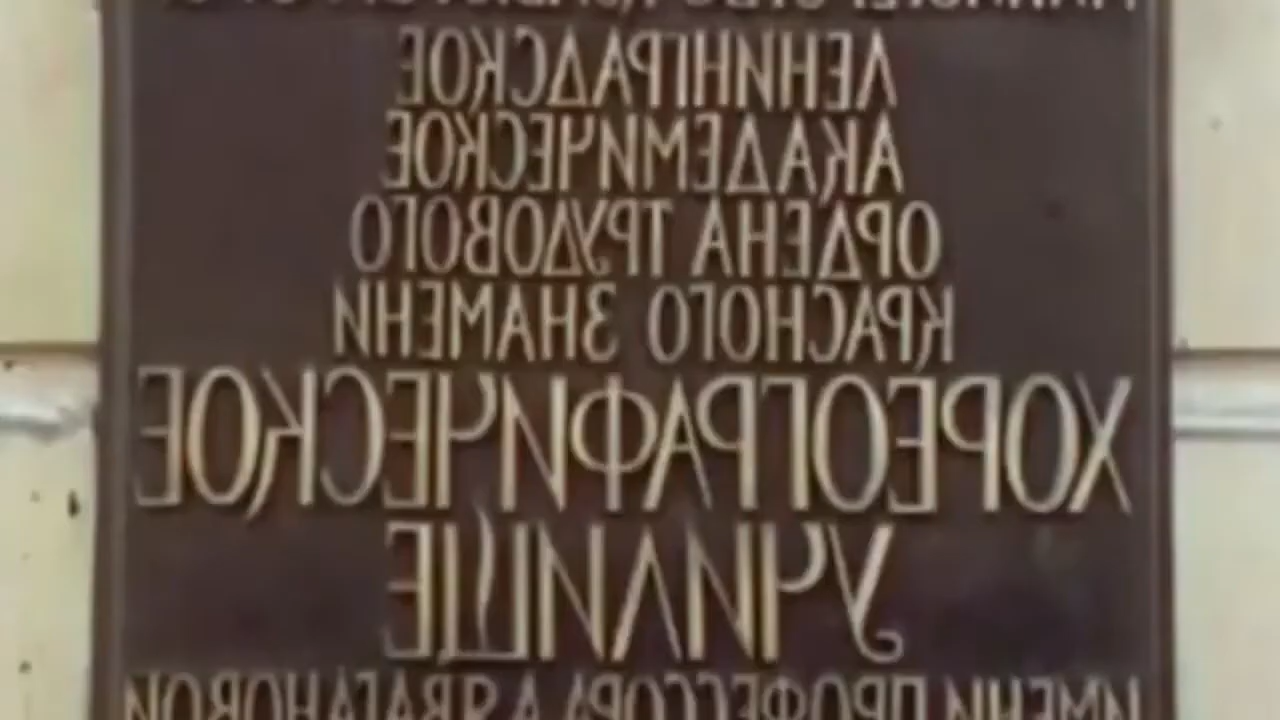 ЛЕНИНГРАДСКОЕ
АКАДЕМИЧЕСКОЕ
ОРДЕНА ТРУДОВОГО
КРАСНОГО ЗНАМЕНИ
ХОРЕОГРАФИЧЕСКОЕ
УЧИЛИЩЕ
ИМЕНИ ПРОФЕССОРА А.Я.ВАГАНОВОЙ